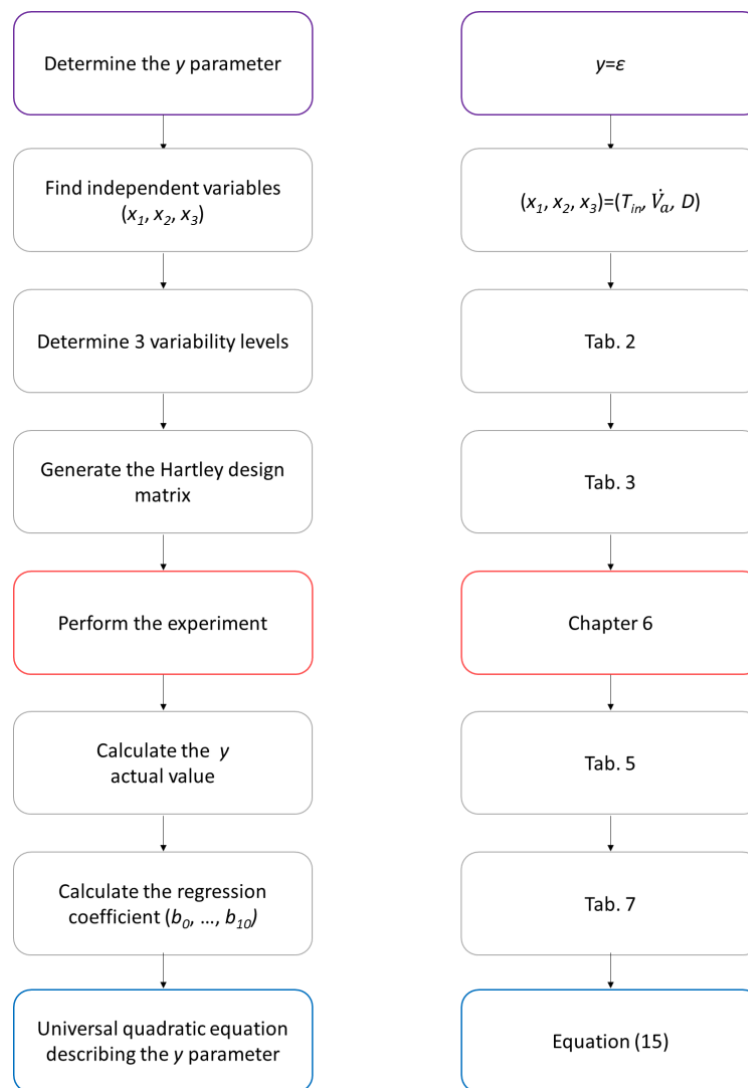 Determine the y parameter
y=ε
Find independent variables
(x₁, x₂, x₃)
(x₁, x₂, x₃)=(Tᵢₙ, V̇ₐ, D)
Determine 3 variability levels
Tab. 2
Generate the Hartley design
matrix
Tab. 3
Perform the experiment
Chapter 6
Calculate the y
actual value
Tab. 5
Calculate the regression
coefficient (b₀, ..., b₁₀)
Tab. 7
Universal quadratic equation
describing the y parameter
Equation (15)